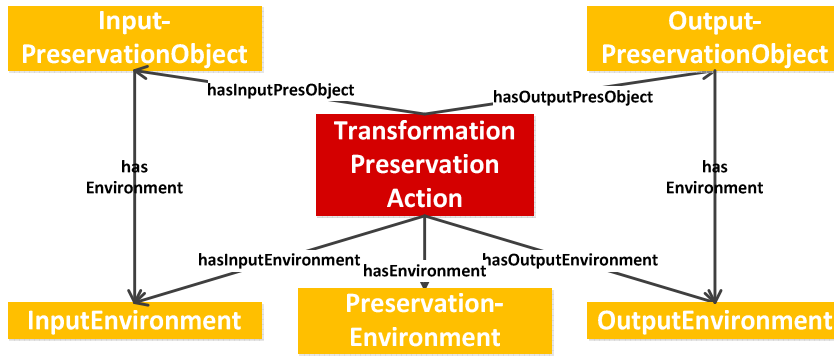 Input-
PreservationObject
Output-
PreservationObject
hasInputPresObject
hasOutputPresObject
Transformation
Preservation
Action
has
Environment
has
Environment
hasInputEnvironment
hasEnvironment
hasOutputEnvironment
InputEnvironment
Preservation-
Environment
OutputEnvironment